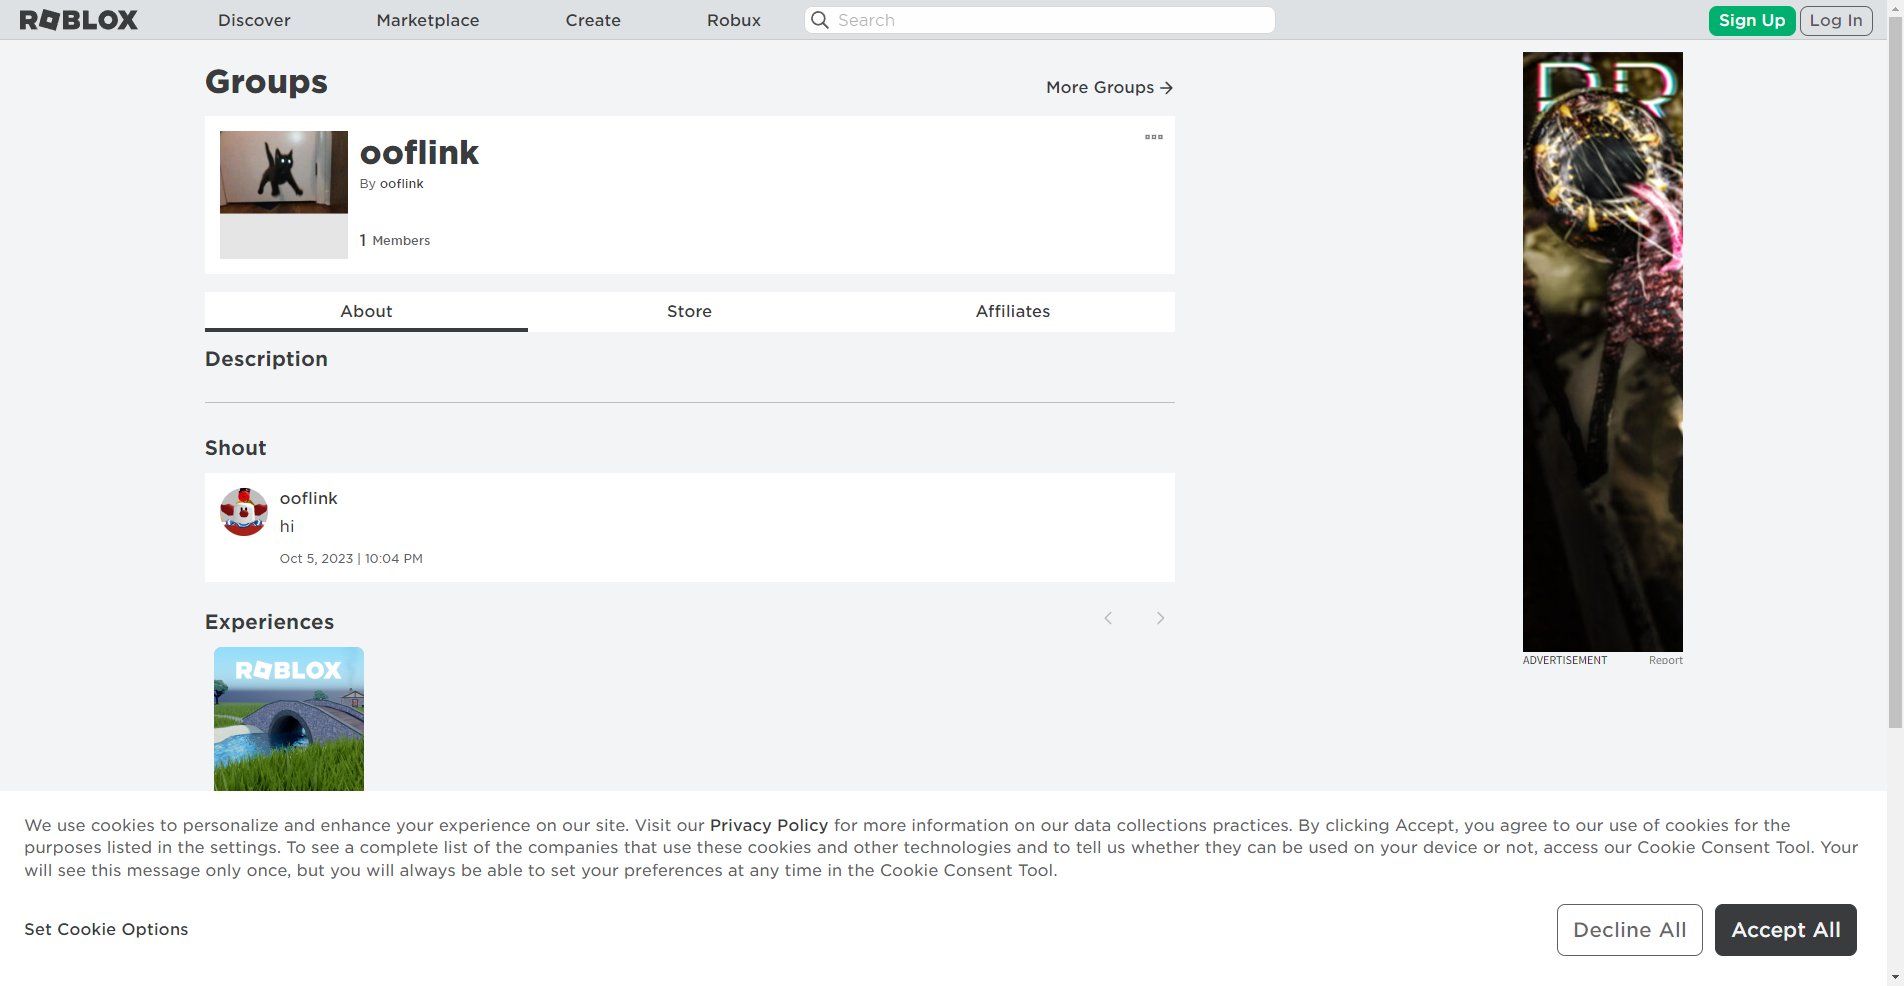 ROBLOX Discover Marketplace Create Robux Search Sign Up Log In
Groups
More Groups
ooflink
By ooflink
1 Members
About Store Affiliates
Description
Shout
ooflink
hi
Oct 5, 2023 | 10:04 PM
Experiences
ROBLOX
ADVERTISEMENT Report
We use cookies to personalize and enhance your experience on our site. Visit our Privacy Policy for more information on our data collections practices. By clicking Accept, you agree to our use of cookies for the
purposes listed in the settings. To see a complete list of the companies that use these cookies and other technologies and to tell us whether they can be used on your device or not, access our Cookie Consent Tool. Your
will see this message only once, but you will always be able to set your preferences at any time in the Cookie Consent Tool.
Set Cookie Options
Decline All Accept All